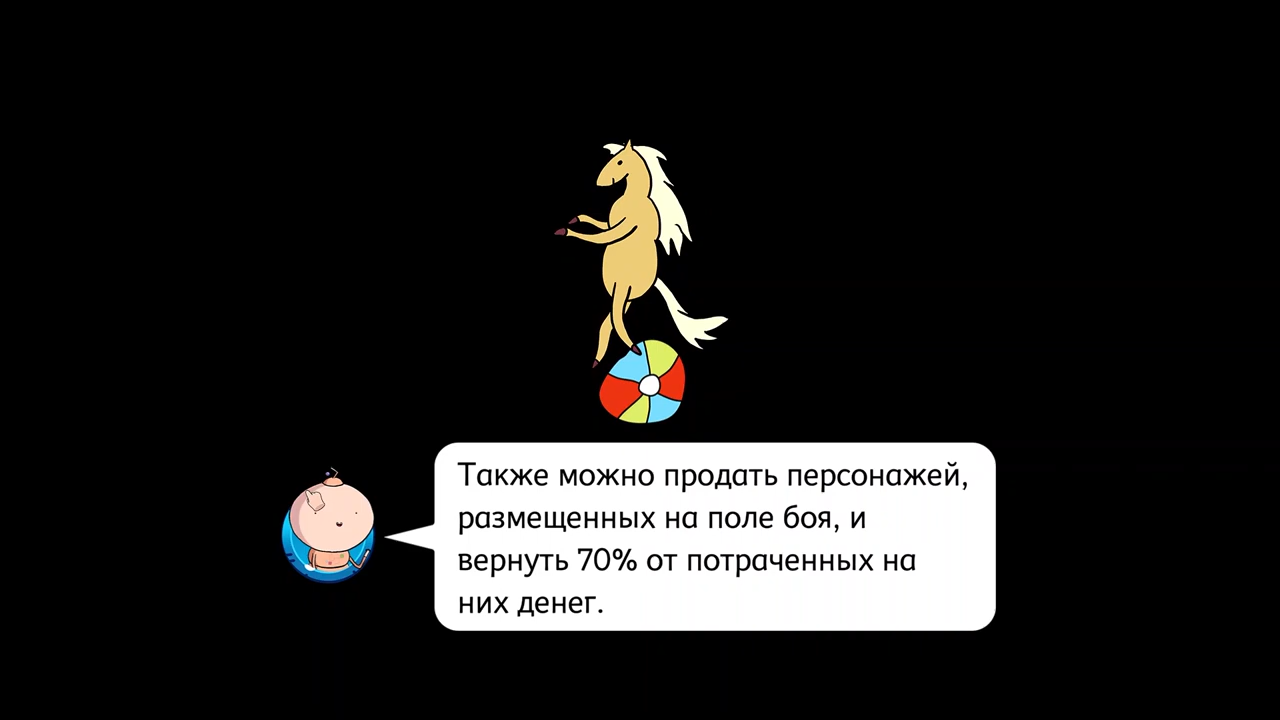 Также можно продать персонажей,
размещенных на поле боя, и
вернуть 70% от потраченных на
них денег.